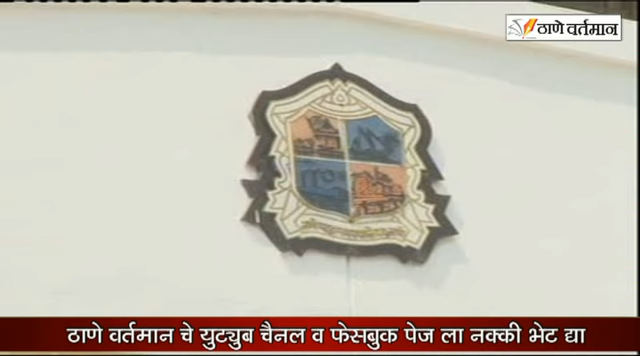 ठाणे वर्तमान
ठाणे वर्तमान चे युट्युब चैनल व फेसबुक पेज ला नक्की भेट द्या